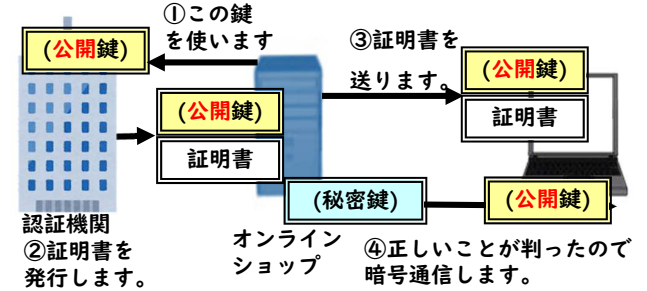 ①この鍵
を使います
(公開鍵)
③証明書を
送ります。
(公開鍵)
証明書
(公開鍵)
証明書
(秘密鍵)
(公開鍵)
認証機関
②証明書を
発行します。
オンライン
ショップ
④正しいことが判ったので
暗号通信します。